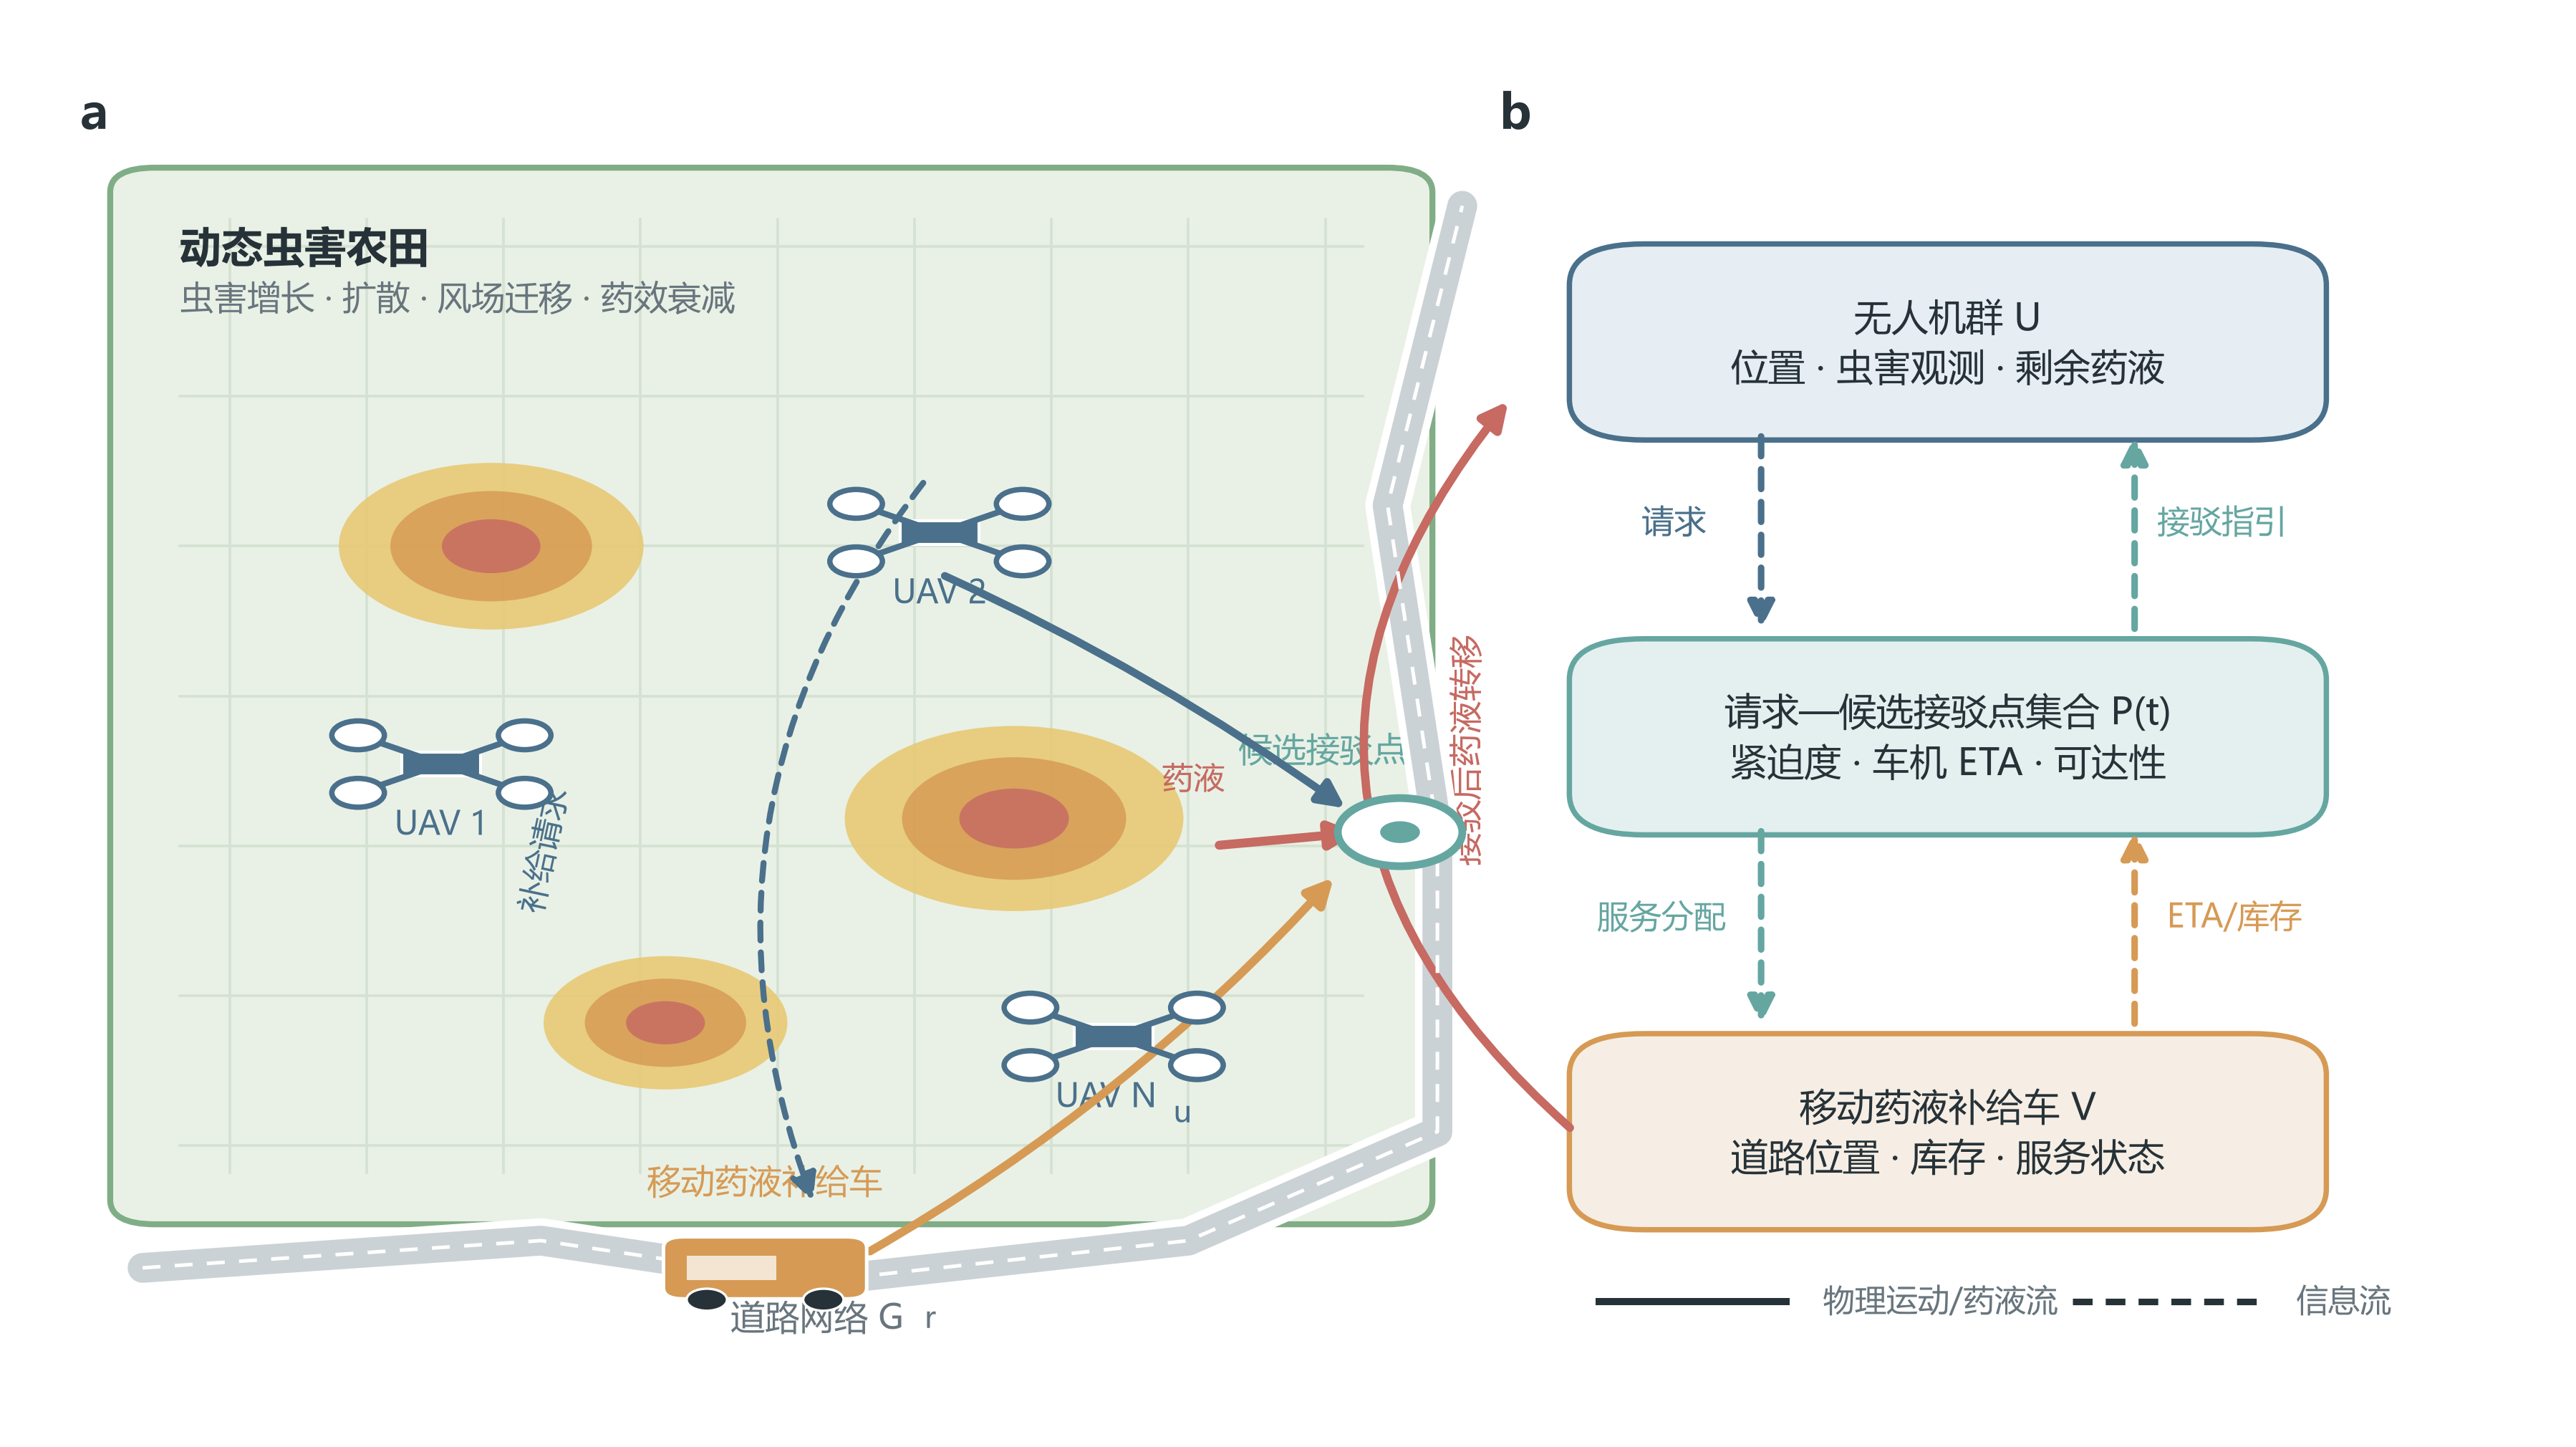 a
动态虫害农田
虫害增长 · 扩散 · 风场迁移 · 药效衰减
UAV 2
候选接驳点
药液
UAV 1
补给请求
接驳后药液转移
UAV N u
移动药液补给车
道路网络 G r
b
无人机群 U
位置 · 虫害观测 · 剩余药液
请求
接驳指引
请求—候选接驳点集合 P(t)
紧迫度 · 车机 ETA · 可达性
服务分配
ETA/库存
移动药液补给车 V
道路位置 · 库存 · 服务状态
物理运动/药液流
信息流